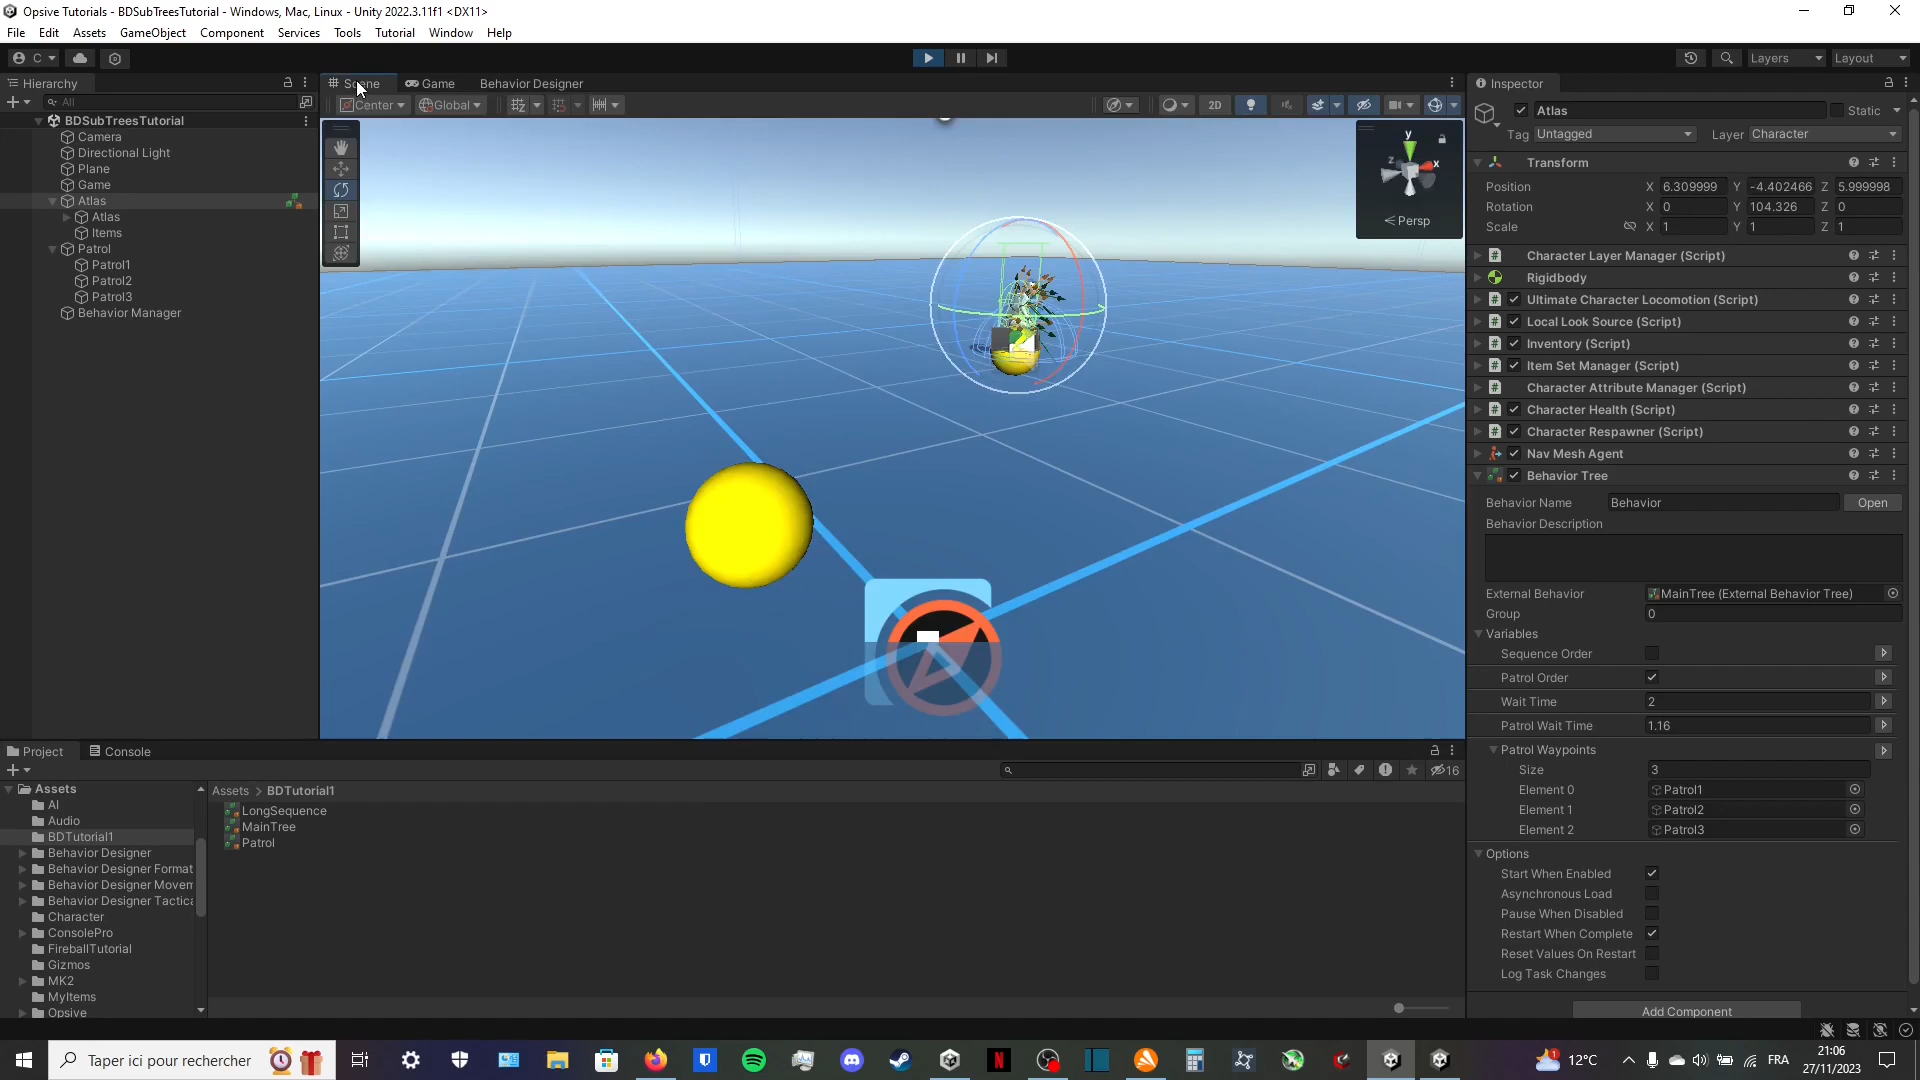 Opsive Tutorials - BDSubTreesTutorial - Windows, Mac, Linux - Unity 2022.3.11f1 <DX11>
File Edit Assets GameObject Component Services Tools Tutorial Window Help
C Layers Layout
Hierarchy
All
BDSubTreesTutorial
Camera
Directional Light
Plane
Game
Atlas
Atlas
Items
Patrol
Patrol1
Patrol2
Patrol3
Behavior Manager
Scene Game Behavior Designer
Center Global 2D
y
x
z
Persp
Inspector
Atlas Static
Tag Untagged Layer Character
Transform
Position X 6.309999 Y -4.402466 Z 5.999998
Rotation X 0 Y 104.326 Z 0
Scale X 1 Y 1 Z 1
Character Layer Manager (Script)
Rigidbody
Ultimate Character Locomotion (Script)
Local Look Source (Script)
Inventory (Script)
Item Set Manager (Script)
Character Attribute Manager (Script)
Character Health (Script)
Character Respawner (Script)
Nav Mesh Agent
Behavior Tree
Behavior Name Behavior Open
Behavior Description
External Behavior MainTree (External Behavior Tree)
Group 0
Variables
Sequence Order
Patrol Order
Wait Time 2
Patrol Wait Time 1.16
Patrol Waypoints
Size 3
Element 0 Patrol1
Element 1 Patrol2
Element 2 Patrol3
Options
Start When Enabled
Asynchronous Load
Pause When Disabled
Restart When Complete
Reset Values On Restart
Log Task Changes
Add Component
Project Console
16
Assets
AI
Audio
BDTutorial1
Behavior Designer
Behavior Designer Format
Behavior Designer Movem
Behavior Designer Tactica
Character
ConsolePro
FireballTutorial
Gizmos
MK2
MyItems
Opsive
Assets > BDTutorial1
LongSequence
MainTree
Patrol
Taper ici pour rechercher
12°C
FRA
21:06
27/11/2023